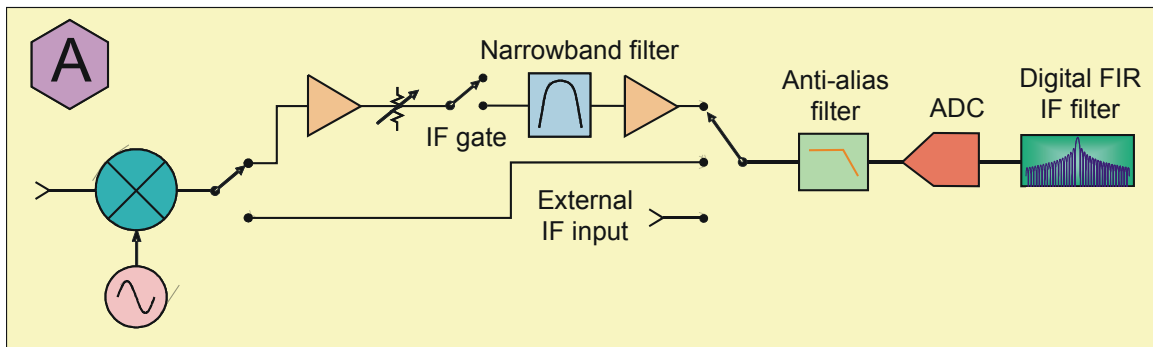 A
Narrowband filter
IF gate
External
IF input
Anti-alias
filter
ADC
Digital FIR
IF filter